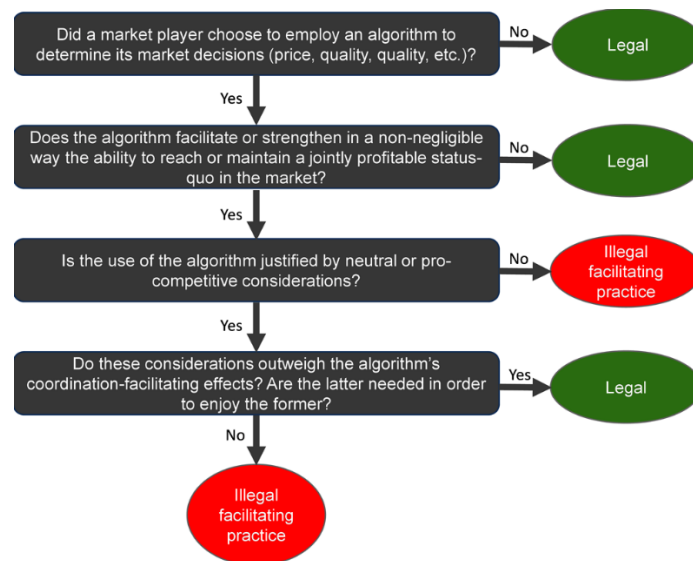 Did a market player choose to employ an algorithm to
determine its market decisions (price, quality, quality, etc.)?
No
Legal
Yes
Does the algorithm facilitate or strengthen in a non-negligible
way the ability to reach or maintain a jointly profitable status-
quo in the market?
No
Legal
Yes
Is the use of the algorithm justified by neutral or pro-
competitive considerations?
No
Illegal
facilitating
practice
Yes
Do these considerations outweigh the algorithm's
coordination-facilitating effects? Are the latter needed in order
to enjoy the former?
Yes
Legal
No
Illegal
facilitating
practice